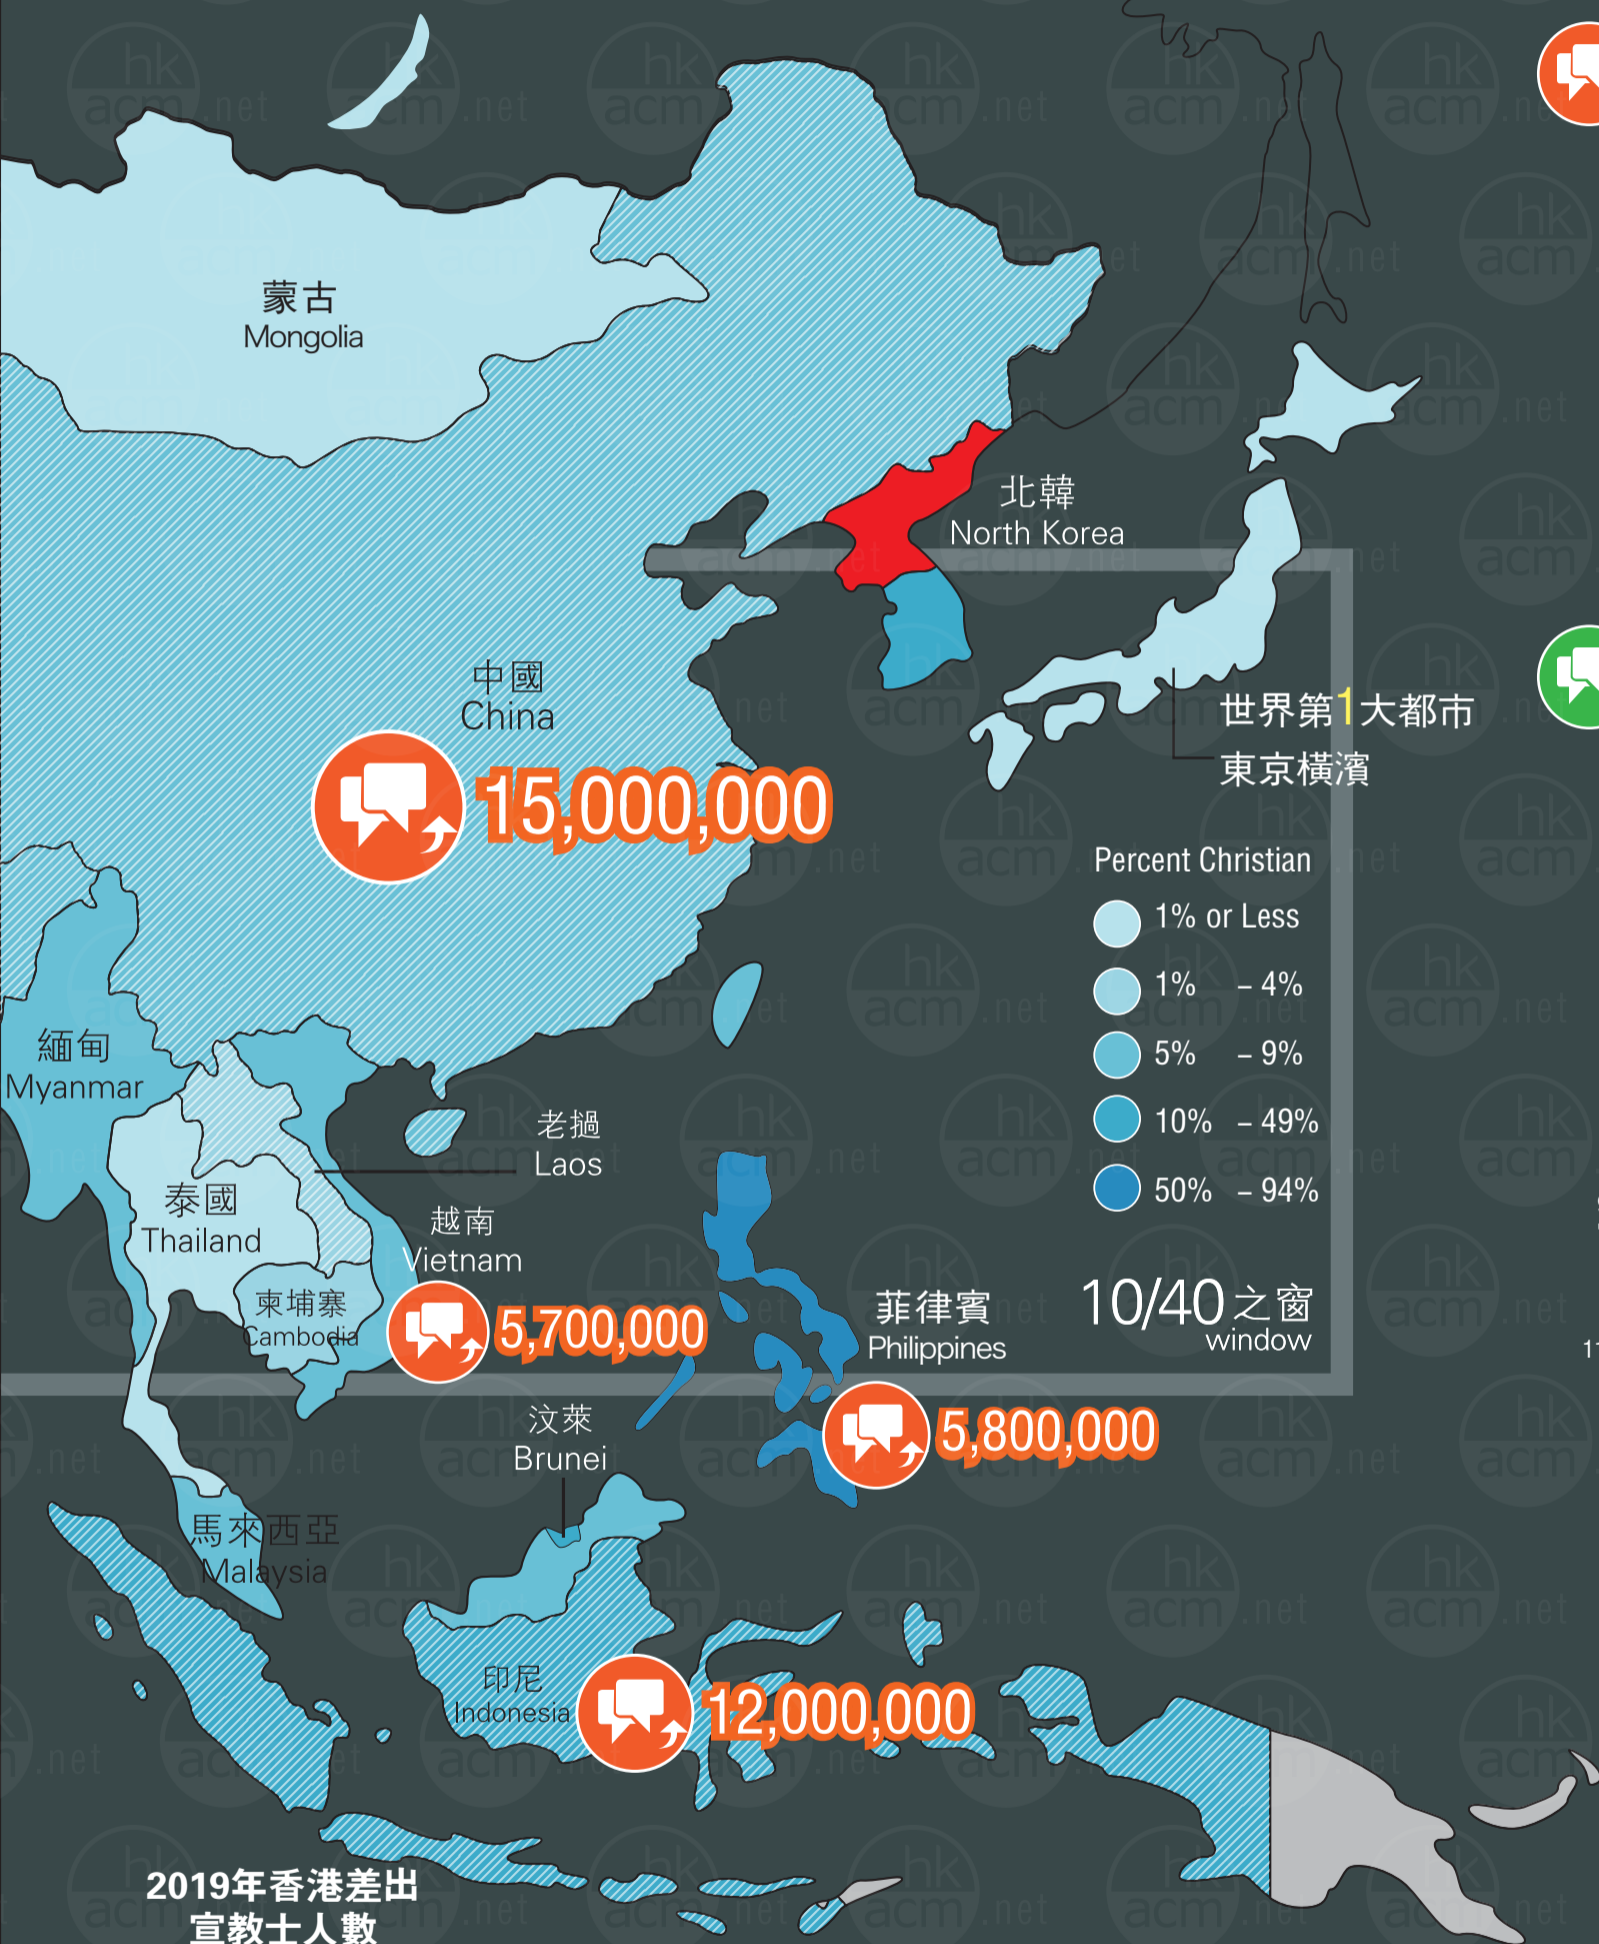 蒙古
Mongolia
北韓
North Korea
中國
China
15,000,000
世界第1大都市
東京橫濱
Percent Christian
1% or Less
1% – 4%
5% – 9%
10% – 49%
50% – 94%
緬甸
Myanmar
老撾
Laos
泰國
Thailand
越南
Vietnam
5,700,000
柬埔寨
Cambodia
菲律賓
Philippines
10/40之窗
window
5,800,000
汶萊
Brunei
馬來西亞
Malaysia
印尼
Indonesia
12,000,000
2019年香港差出
宣教士人數
hk
acm.net